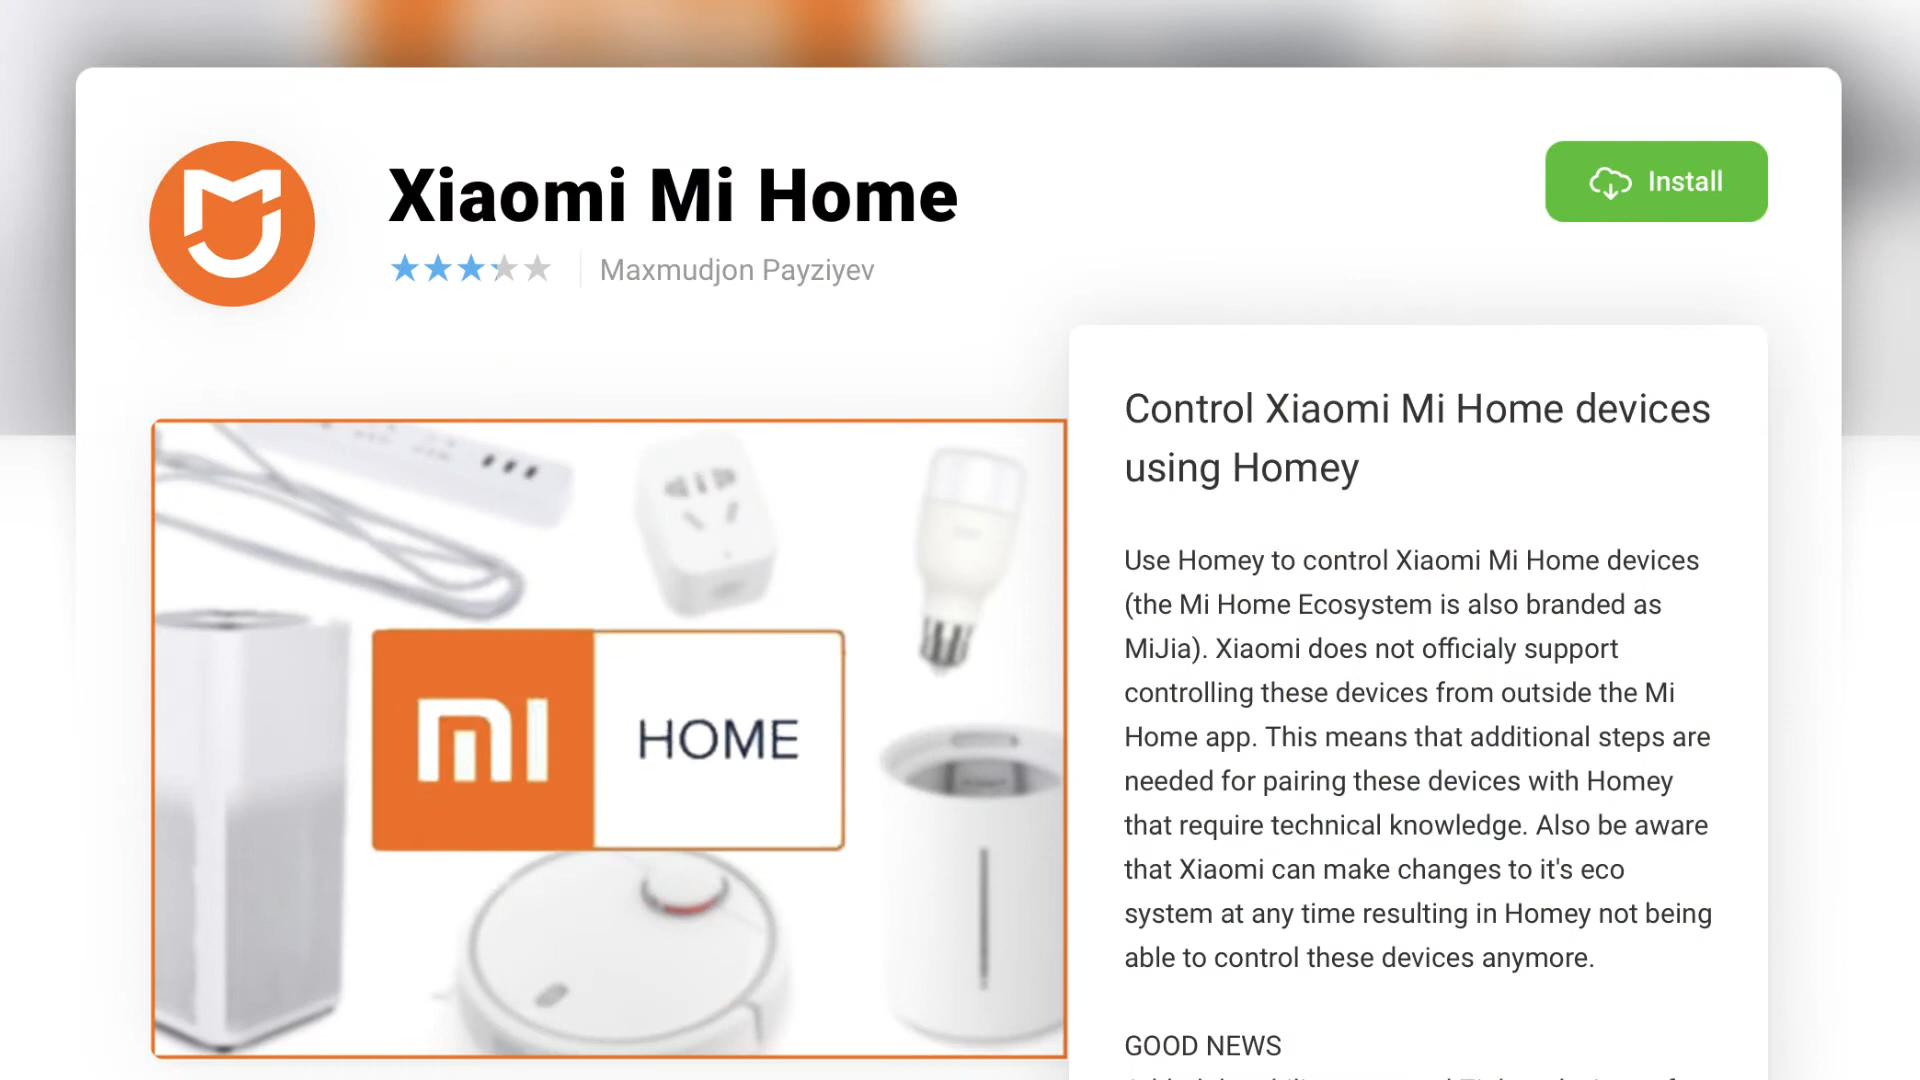 Xiaomi Mi Home
Install
Maxmudjon Payziyev
mi
HOME
Control Xiaomi Mi Home devices
using Homey
Use Homey to control Xiaomi Mi Home devices
(the Mi Home Ecosystem is also branded as
MiJia). Xiaomi does not officialy support
controlling these devices from outside the Mi
Home app. This means that additional steps are
needed for pairing these devices with Homey
that require technical knowledge. Also be aware
that Xiaomi can make changes to it's eco
system at any time resulting in Homey not being
able to control these devices anymore.
GOOD NEWS